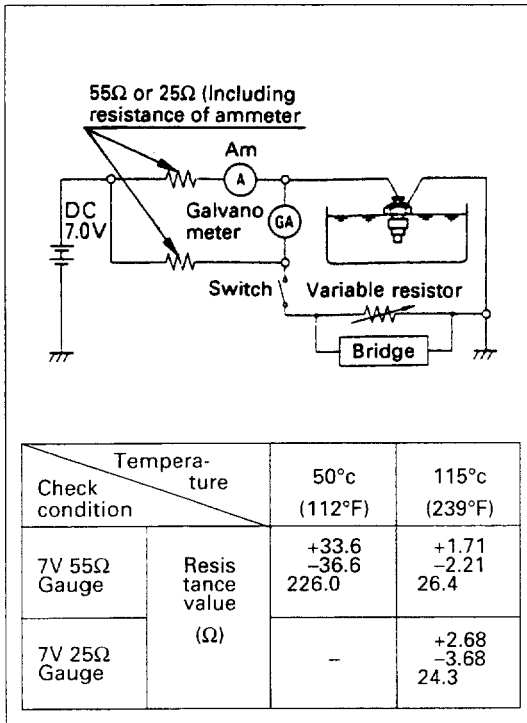 55Ω or 25Ω (Including
resistance of ammeter
Am
A
DC
7.0V
Galvano
meter
GA
Switch
Variable resistor
Bridge
Tempera-
ture
Check
condition
50°c
(112°F)
115°c
(239°F)
7V 55Ω
Gauge
Resis
tance
value
(Ω)
+33.6
−36.6
226.0
+1.71
−2.21
26.4
7V 25Ω
Gauge
–
+2.68
−3.68
24.3